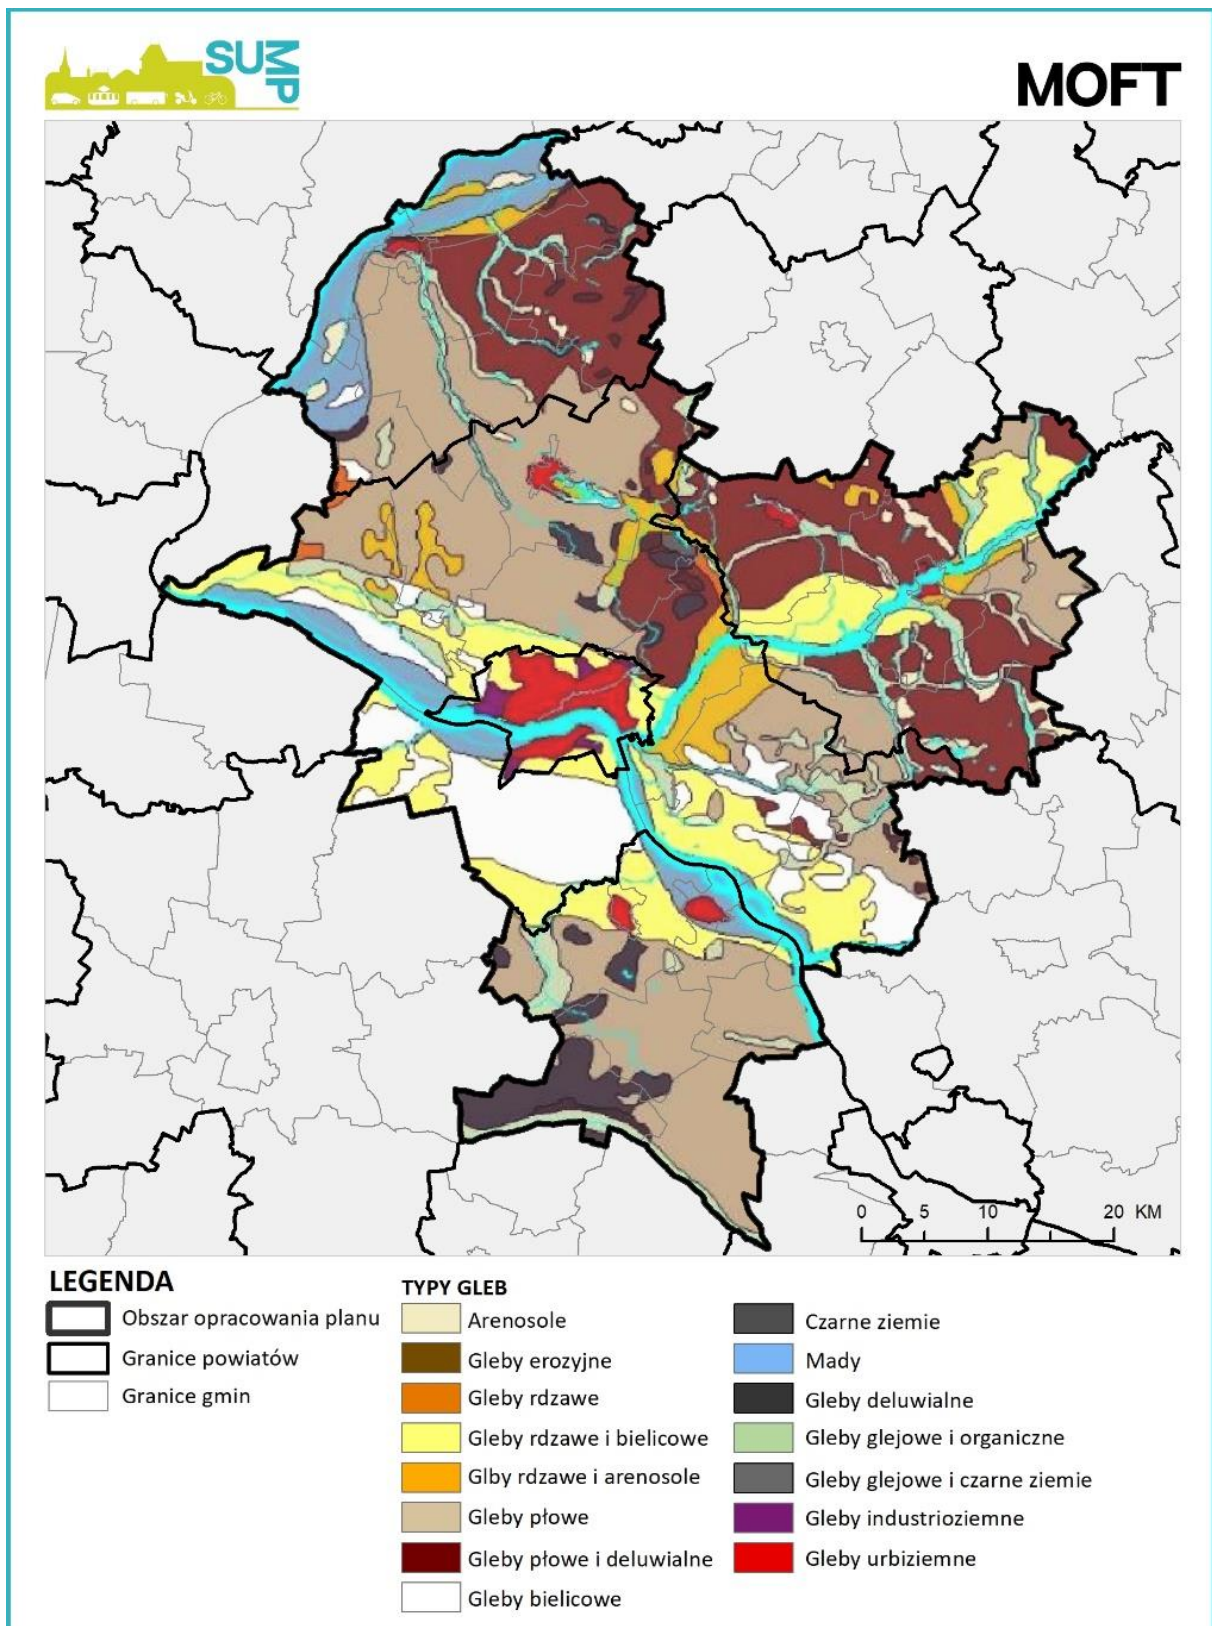 SUMP
MOFT
0 5 10 20 KM
LEGENDA
Obszar opracowania planu
Granice powiatów
Granice gmin
TYPY GLEB
Arenosole
Gleby erozyjne
Gleby rdzawe
Gleby rdzawe i bielicowe
Glby rdzawe i arenosole
Gleby płowe
Gleby płowe i deluwialne
Gleby bielicowe
Czarne ziemie
Mady
Gleby deluwialne
Gleby glejowe i organiczne
Gleby glejowe i czarne ziemie
Gleby industrioziemne
Gleby urbiziemne